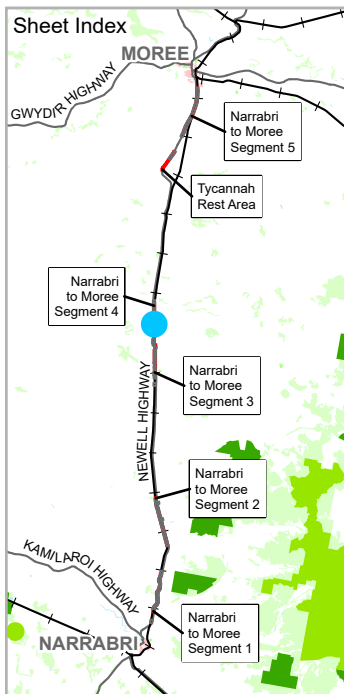 Sheet Index
MOREE
GWYDIR HIGHWAY
Narrabri
to Moree
Segment 5
Tycannah
Rest Area
Narrabri
to Moree
Segment 4
Narrabri
to Moree
Segment 3
NEWELL HIGHWAY
Narrabri
to Moree
Segment 2
KAMILAROI HIGHWAY
Narrabri
to Moree
Segment 1
NARRABRI